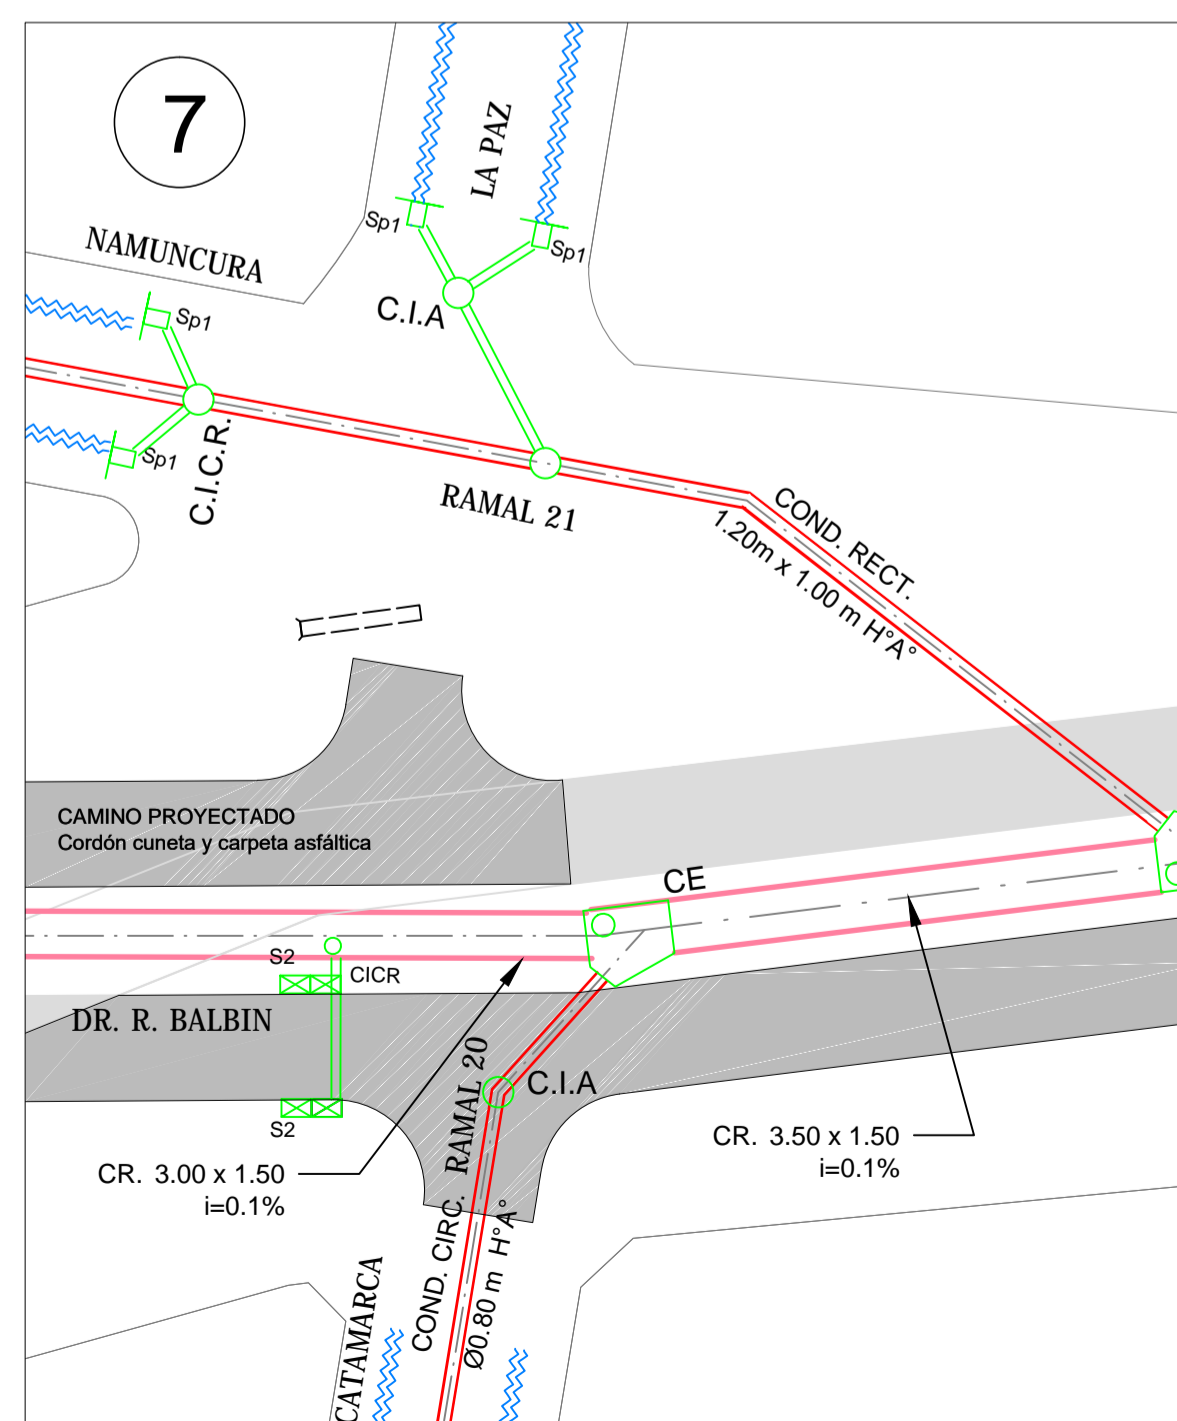 7
LA PAZ
NAMUNCURA
Sp1
Sp1
C.I.A
Sp1
Sp1
C.I.C.R.
RAMAL 21
COND. RECT.
1.20m x 1.00 m H°A°
CAMINO PROYECTADO
Cordón cuneta y carpeta asfáltica
CE
S2
CICR
DR. R. BALBIN
S2
C.I.A
CR. 3.00 x 1.50
i=0.1%
CR. 3.50 x 1.50
i=0.1%
COND. CIRC. RAMAL 20
Ø0.80 m H°A°
CATAMARCA